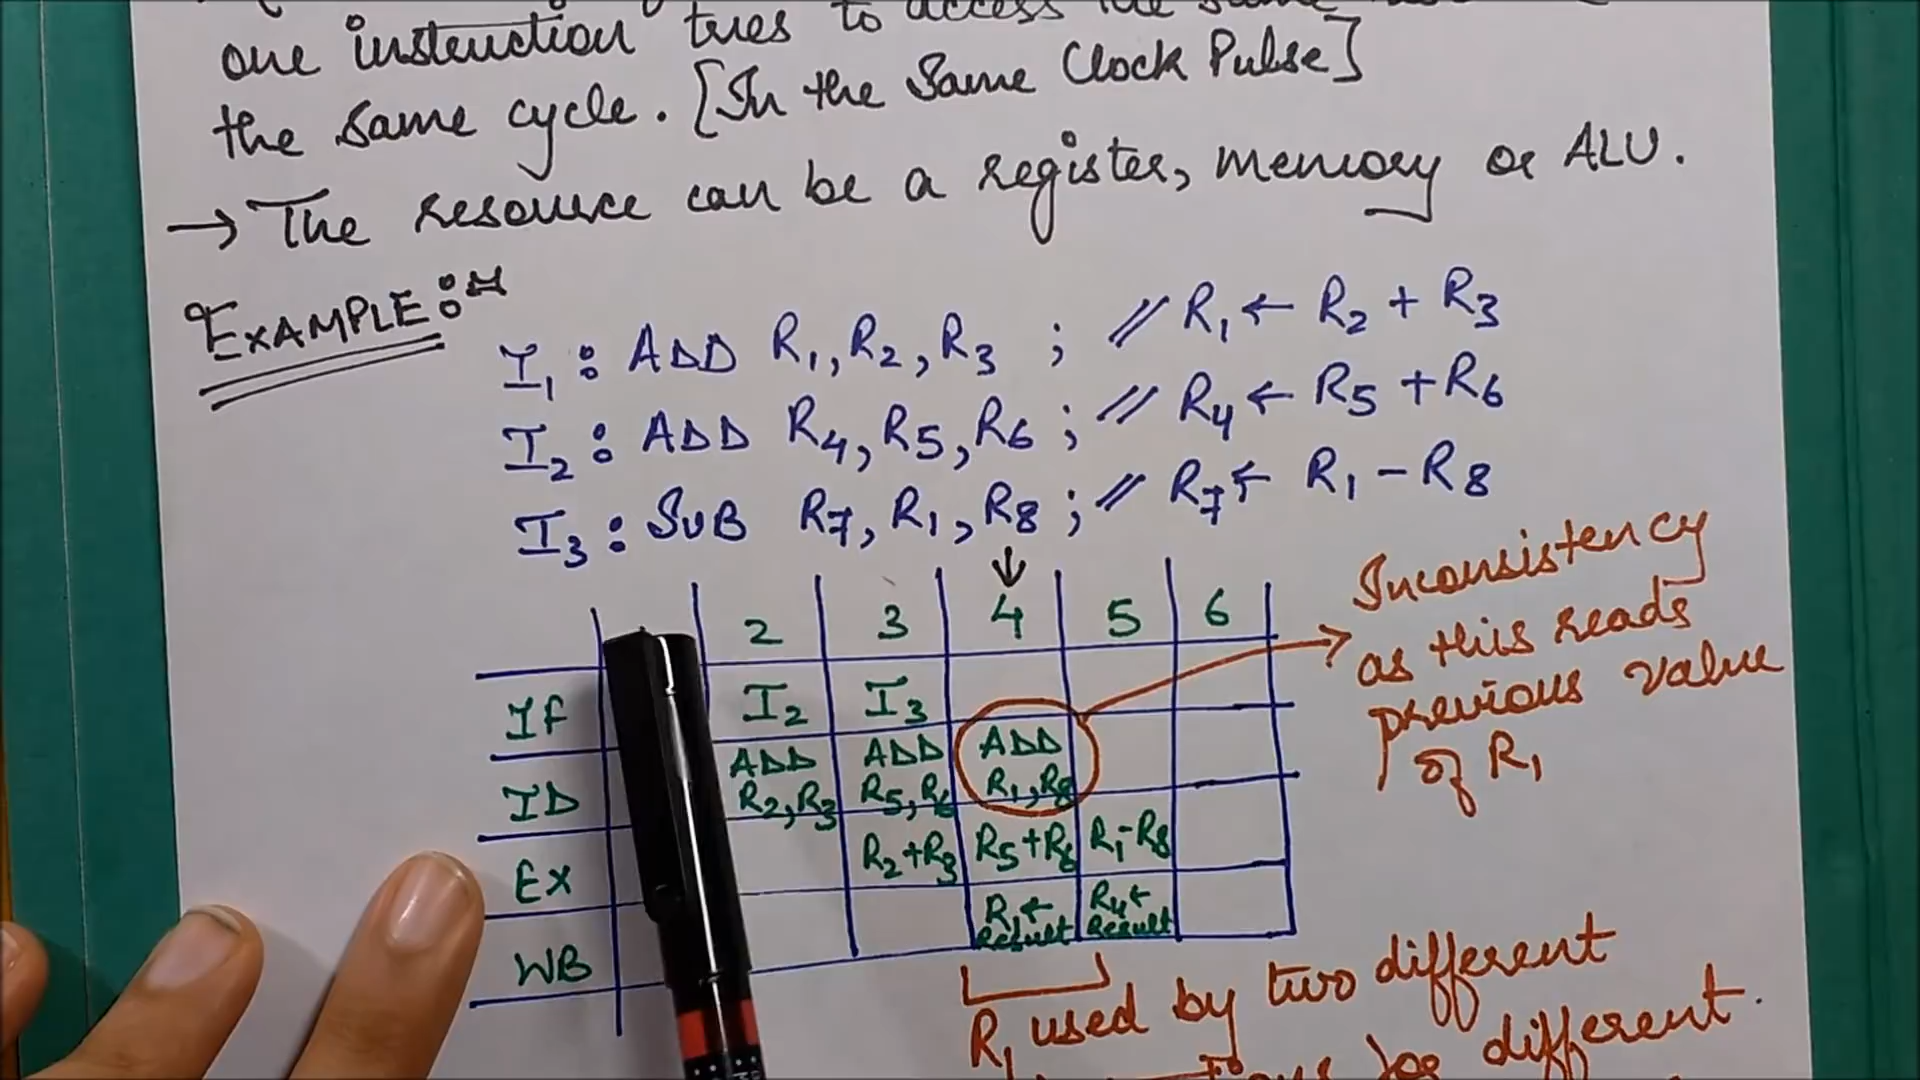 one instruction tries to access the same
the same cycle. [In the Same Clock Pulse]
→ The resource can be a register, memory or ALU.
EXAMPLE:-
I1 : ADD R1, R2, R3 ; // R1 ← R2 + R3
I2 : ADD R4, R5, R6 ; // R4 ← R5 + R6
I3 : SUB R7, R1, R8 ; // R7 ← R1 - R8
2 3 4 5 6
IF I2 I3
ID ADD R2, R3 ADD R5, R6 ADD R1, R8
EX R2+R3 R5+R6 R1-R8
WB R1← Result R4← Result
Inconsistency
as this reads
previous value
of R1
R1 used by two different
for different